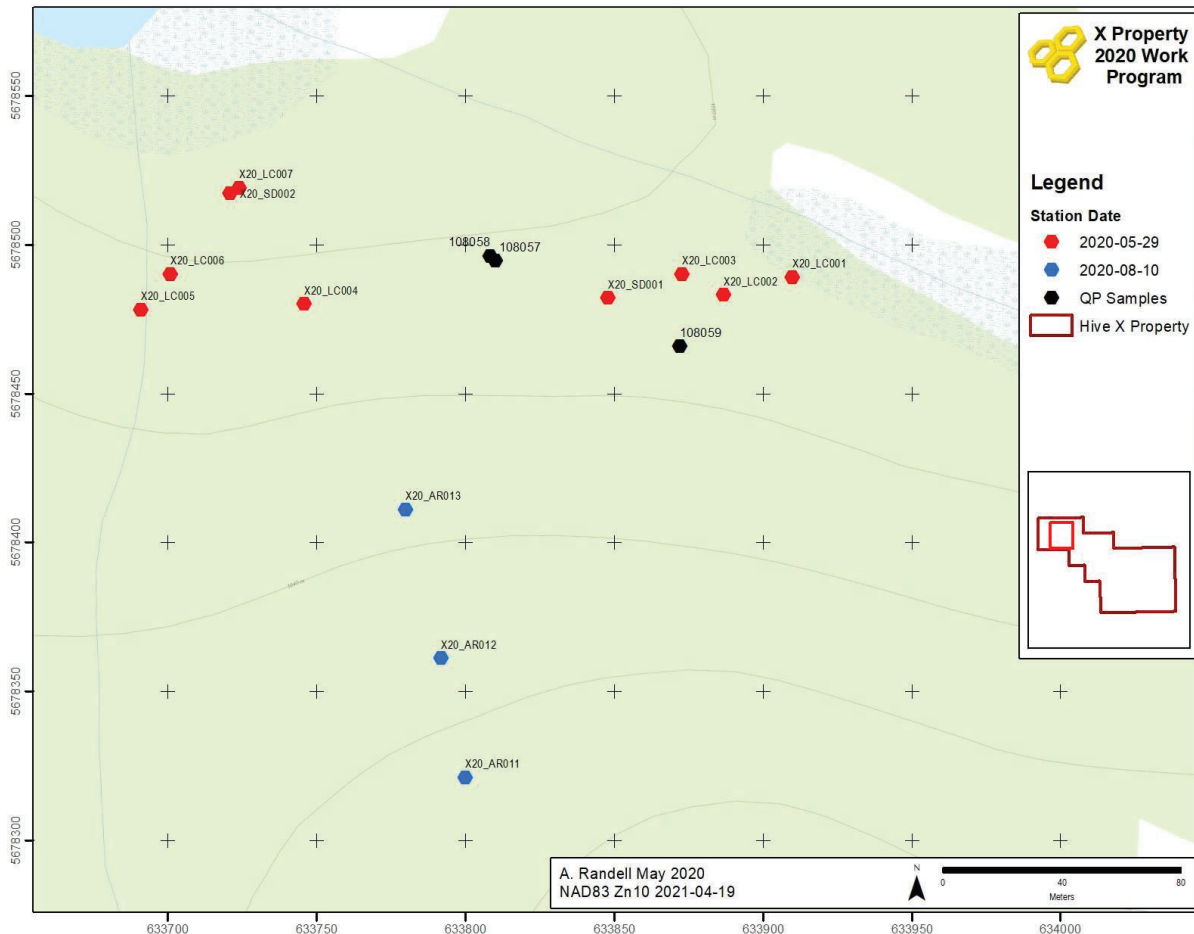 X Property
2020 Work
Program
Legend
Station Date
2020-05-29
2020-08-10
QP Samples
Hive X Property
X20_LC007
X20_SD002
108058
108057
X20_LC006
X20_LC003
X20_LC001
X20_SD001
X20_LC002
X20_LC005
X20_LC004
108059
X20_AR013
X20_AR012
X20_AR011
5678550
5678500
5678450
5678400
5678350
5678300
633700
633750
633800
633850
633900
633950
634000
A. Randell May 2020
NAD83 Zn10 2021-04-19
N
0
40
80
Meters